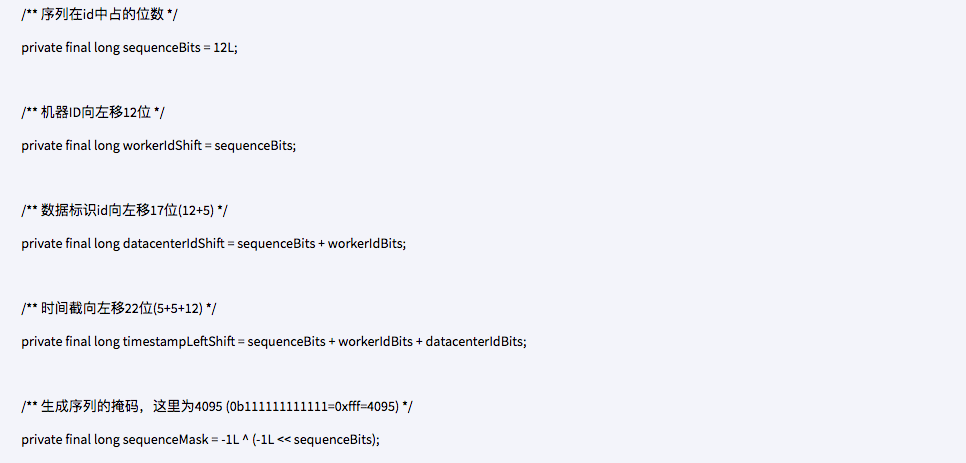 /** 序列在id中占的位数 */
private final long sequenceBits = 12L;
/** 机器ID向左移12位 */
private final long workerIdShift = sequenceBits;
/** 数据标识id向左移17位(12+5) */
private final long datacenterIdShift = sequenceBits + workerIdBits;
/** 时间截向左移22位(5+5+12) */
private final long timestampLeftShift = sequenceBits + workerIdBits + datacenterIdBits;
/** 生成序列的掩码，这里为4095 (0b111111111111=0xfff=4095) */
private final long sequenceMask = -1L ^ (-1L << sequenceBits);